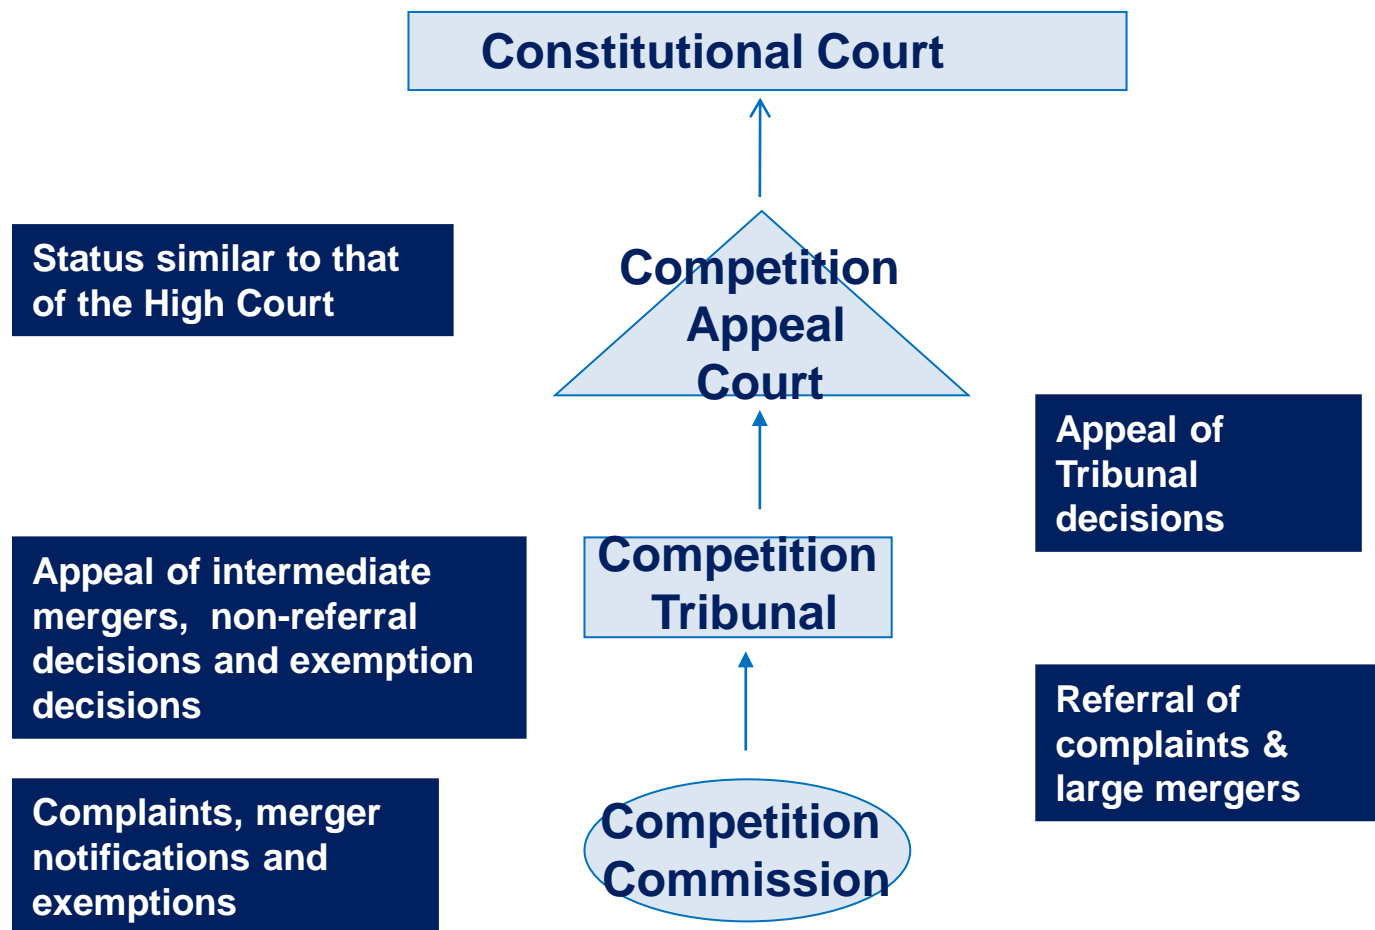 Constitutional Court
Status similar to that
of the High Court
Competition
Appeal
Court
Appeal of
Tribunal
decisions
Appeal of intermediate
mergers, non-referral
decisions and exemption
decisions
Competition
Tribunal
Referral of
complaints &
large mergers
Complaints, merger
notifications and
exemptions
Competition
Commission